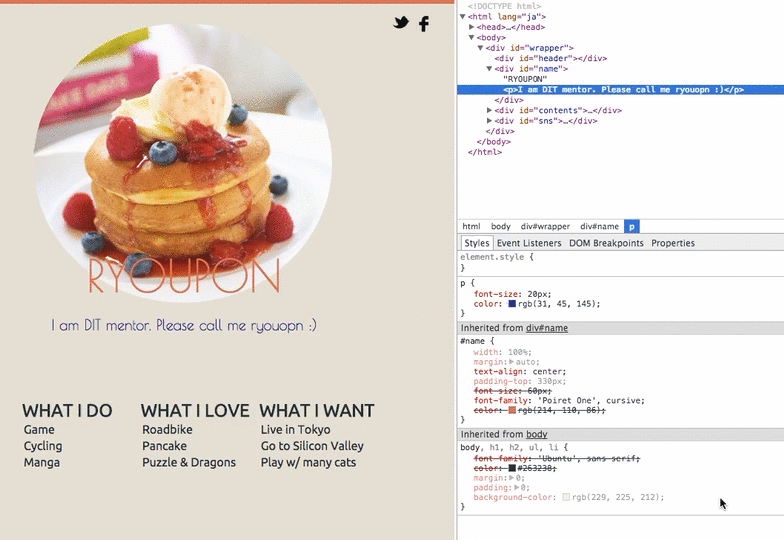 AKE DAYS
RYOUPON
I am DIT mentor. Please call me ryouopn :)
WHAT I DO
Game
Cycling
Manga
WHAT I LOVE
Roadbike
Pancake
Puzzle & Dragons
WHAT I WANT
Live in Tokyo
Go to Silicon Valley
Play w/ many cats
<!DOCTYPE html>
<html lang="ja">
<head>…</head>
<body>
<div id="wrapper">
<div id="header"></div>
<div id="name">
"RYOUPON"
<p>I am DIT mentor. Please call me ryouopn :)</p>
</div>
<div id="contents">…</div>
<div id="sns">…</div>
</div>
</body>
</html>
html body div#wrapper div#name p
Styles Event Listeners DOM Breakpoints Properties
element.style {
}
p {
font-size: 20px;
color: rgb(31, 45, 145);
}
Inherited from div#name
#name {
width: 100%;
margin: auto;
text-align: center;
padding-top: 330px;
font-size: 60px;
font-family: 'Poiret One', cursive;
color: rgb(214, 110, 86);
}
Inherited from body
body, h1, h2, ul, li {
font-family: 'Ubuntu', sans-serif;
color: #263238;
margin: 0;
padding: 0;
background-color: rgb(229, 225, 212);
}